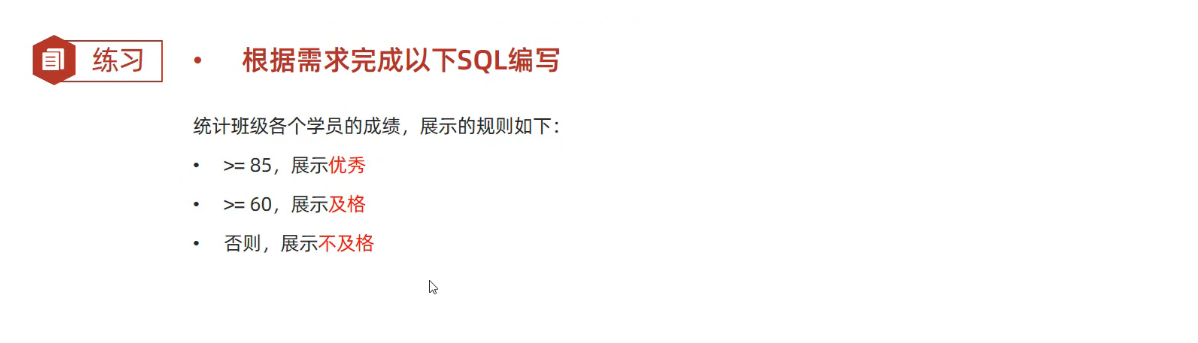 练习
• 根据需求完成以下SQL编写
统计班级各个学员的成绩，展示的规则如下：
• >= 85，展示优秀
• >= 60，展示及格
• 否则，展示不及格